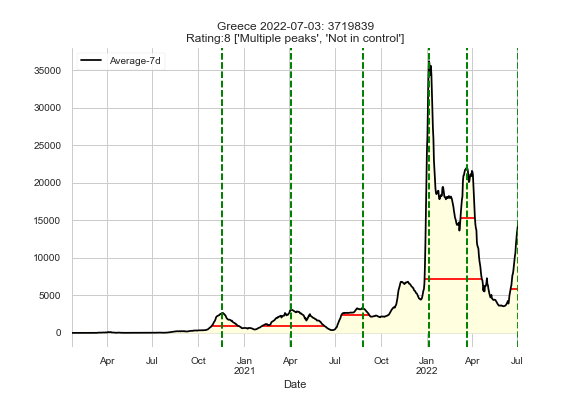 Greece 2022-07-03: 3719839
Rating:8 ['Multiple peaks', 'Not in control']
Average-7d
35000
30000
25000
20000
15000
10000
5000
0
Apr Jul Oct Jan Apr Jul Oct Jan Apr Jul
2021 2022
Date